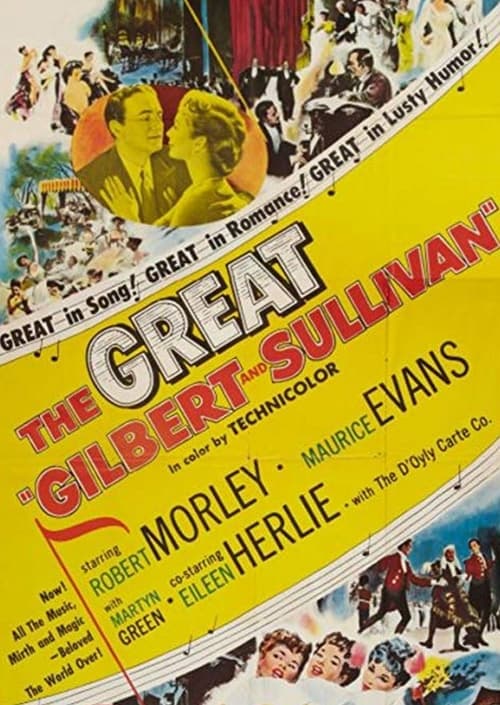 GREAT in Song! GREAT in Romance! GREAT in Lusty Humor!
THE GREAT
"GILBERT AND SULLIVAN"
In color by TECHNICOLOR
starring
ROBERT MORLEY · MAURICE EVANS
with MARTYN GREEN · co-starring EILEEN HERLIE · with The D'Oyly Carte Co.
Now!
All The Music,
Mirth and Magic
—Beloved
The World Over!